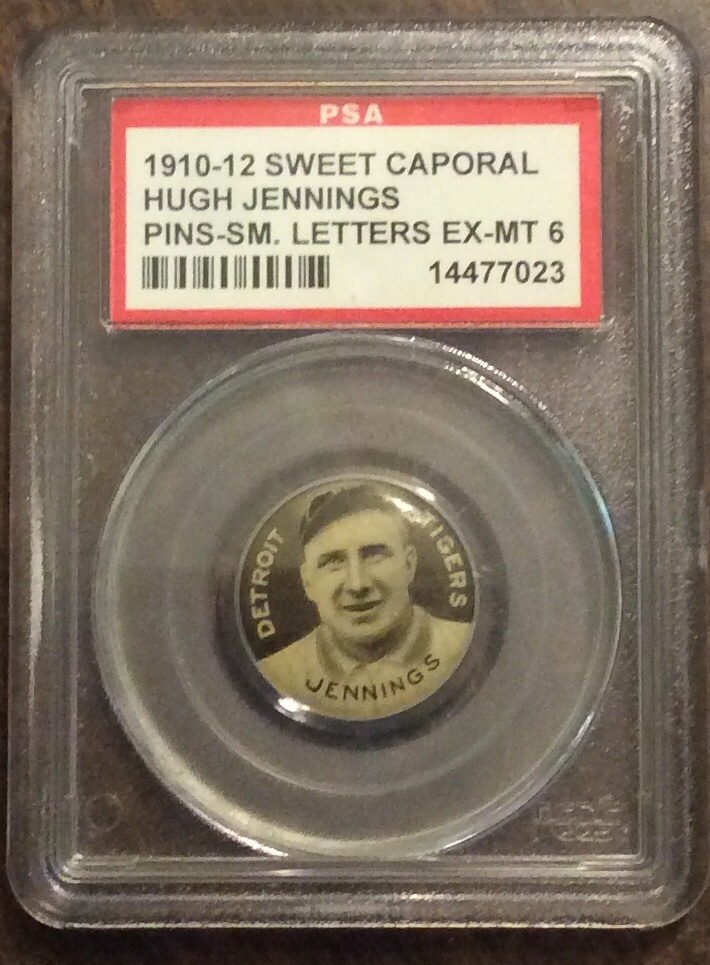 PSA
1910-12 SWEET CAPORAL
HUGH JENNINGS
PINS-SM. LETTERS EX-MT 6
14477023
DETROIT
TIGERS
JENNINGS